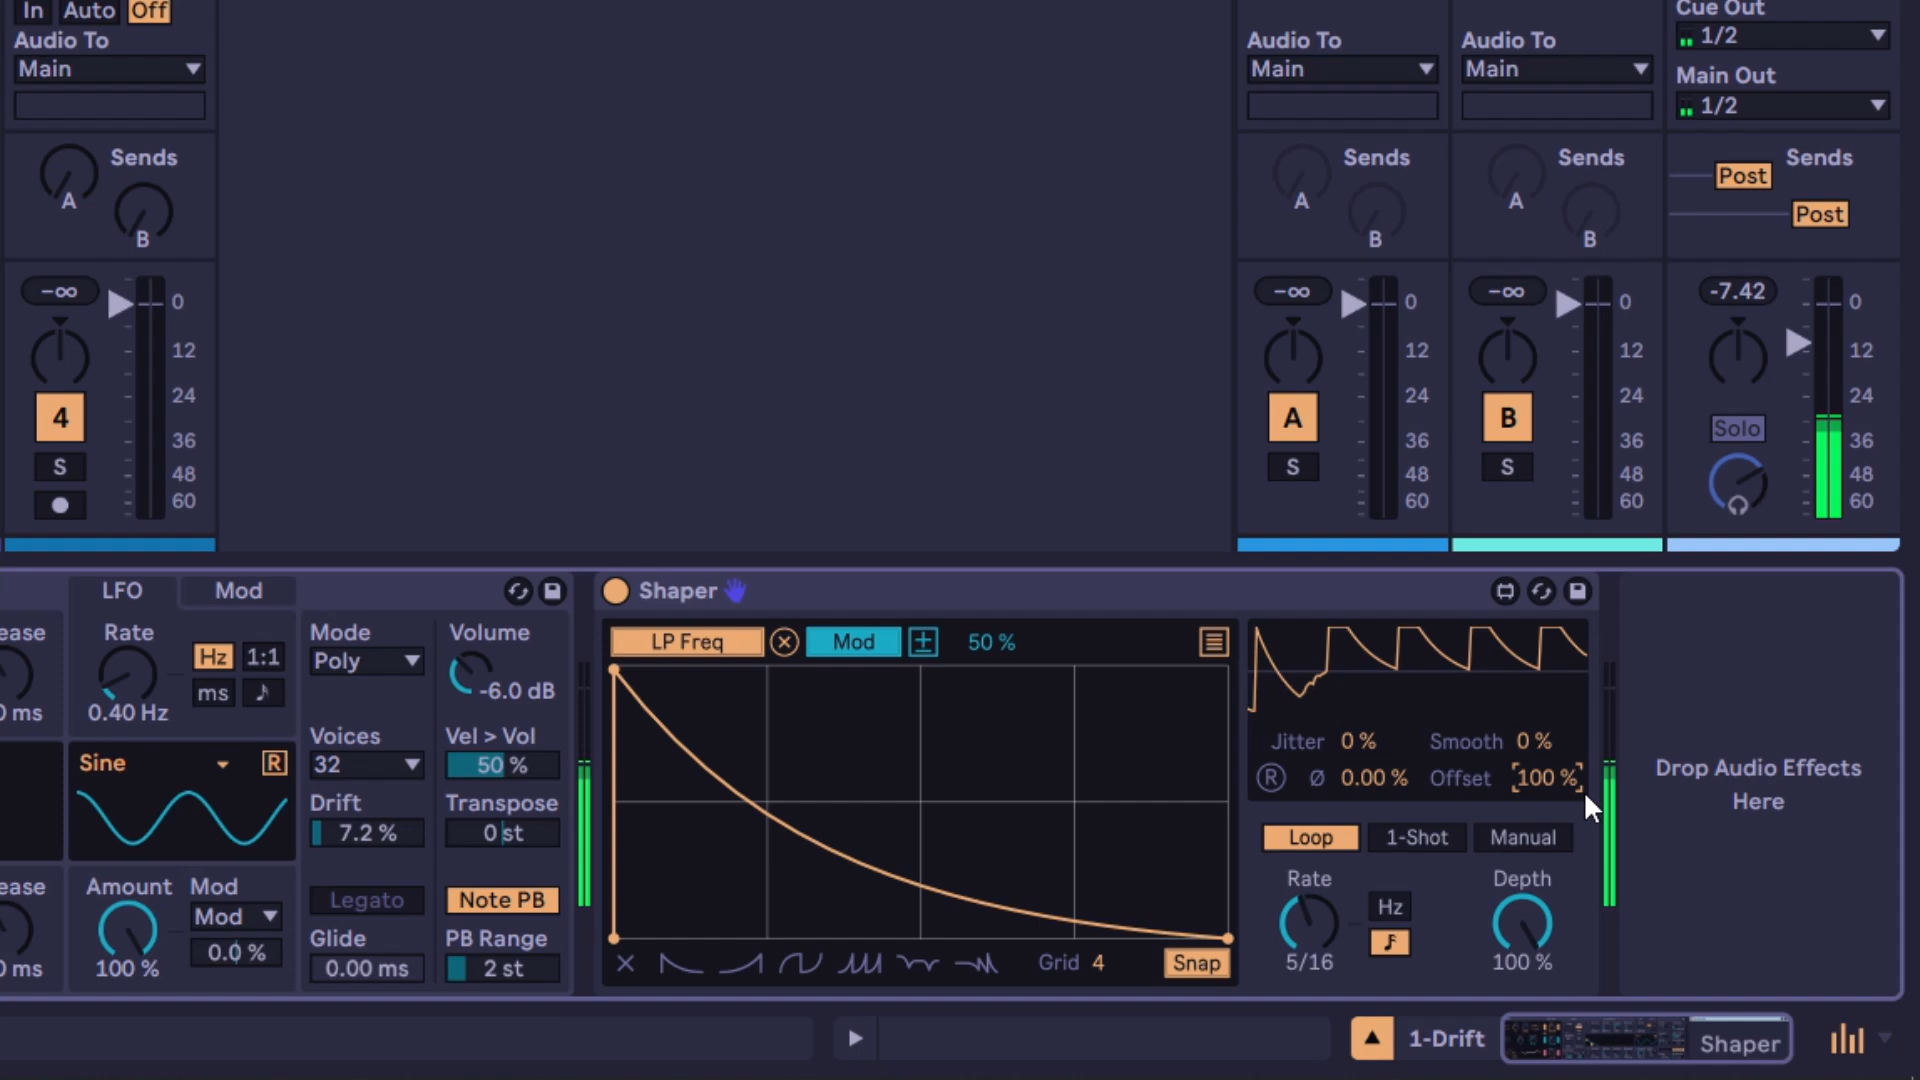 In Auto Off
Audio To
Main
Sends
A
B
-∞
0
12
24
36
48
60
4
S
Audio To
Main
Sends
A
B
-∞
0
12
24
36
48
60
A
S
Audio To
Main
Sends
A
B
-∞
0
12
24
36
48
60
B
S
Cue Out
1/2
Main Out
1/2
Sends
Post
Post
-7.42
0
12
24
36
48
60
Solo
ease
0 ms
ease
0 ms
LFO Mod
Rate
Hz 1:1
ms
0.40 Hz
Sine R
Amount Mod
Mod
100 % 0.0 %
Mode
Poly
Voices
32
Drift
7.2 %
Legato
Glide
0.00 ms
Volume
-6.0 dB
Vel > Vol
50 %
Transpose
0 st
Note PB
PB Range
2 st
Shaper
LP Freq Mod 50 %
Grid 4 Snap
Jitter 0 % Smooth 0 %
R Ø 0.00 % Offset 100 %
Loop 1-Shot Manual
Rate Depth
Hz
5/16 100 %
Drop Audio Effects
Here
1-Drift Shaper